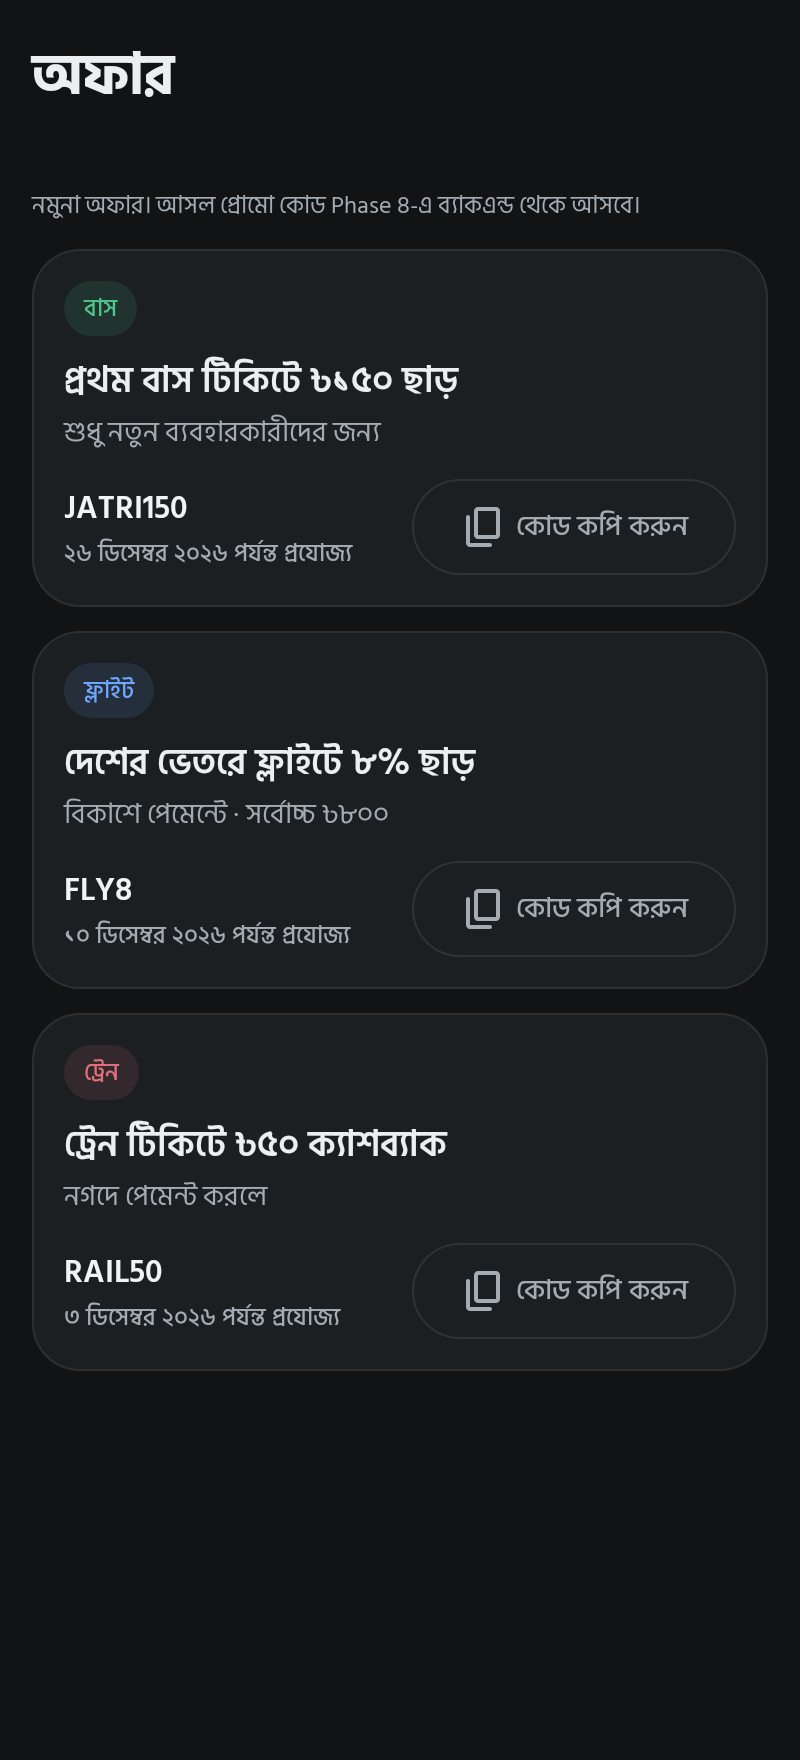 অফার
নমুনা অফার। আসল প্রোমো কোড Phase 8-এ ব্যাকএন্ড থেকে আসবে।
বাস
প্রথম বাস টিকিটে ৳১৫০ ছাড়
শুধু নতুন ব্যবহারকারীদের জন্য
JATRI150
কোড কপি করুন
২৬ ডিসেম্বর ২০২৬ পর্যন্ত প্রযোজ্য
ফ্লাইট
দেশের ভেতরে ফ্লাইটে ৮% ছাড়
বিকাশে পেমেন্টে · সর্বোচ্চ ৳৮০০
FLY8
কোড কপি করুন
১০ ডিসেম্বর ২০২৬ পর্যন্ত প্রযোজ্য
ট্রেন
ট্রেন টিকিটে ৳৫০ ক্যাশব্যাক
নগদে পেমেন্ট করলে
RAIL50
কোড কপি করুন
৩ ডিসেম্বর ২০২৬ পর্যন্ত প্রযোজ্য